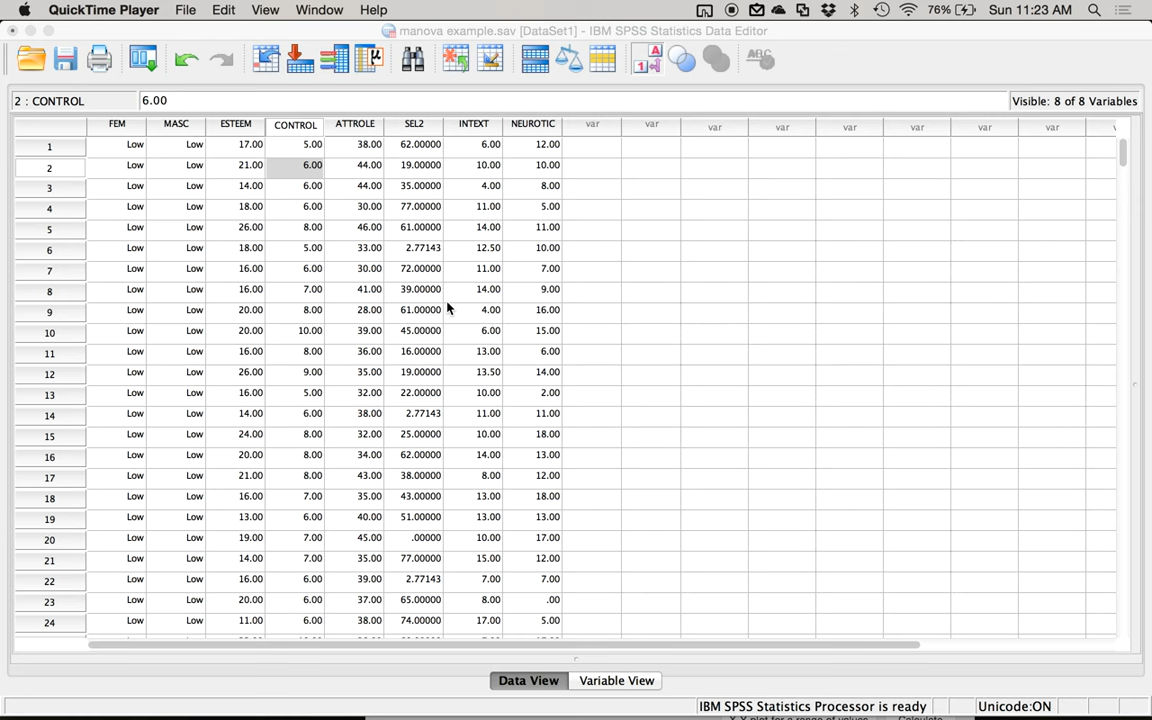 QuickTime Player File Edit View Window Help 76% Sun 11:23 AM
manova example.sav [DataSet1] - IBM SPSS Statistics Data Editor
2 : CONTROL 6.00 Visible: 8 of 8 Variables
FEM MASC ESTEEM CONTROL ATTROLE SEL2 INTEXT NEUROTIC var var var var var var var var
1 Low Low 17.00 5.00 38.00 62.00000 6.00 12.00
2 Low Low 21.00 6.00 44.00 19.00000 10.00 10.00
3 Low Low 14.00 6.00 44.00 35.00000 4.00 8.00
4 Low Low 18.00 6.00 30.00 77.00000 11.00 5.00
5 Low Low 26.00 8.00 46.00 61.00000 14.00 11.00
6 Low Low 18.00 5.00 33.00 2.77143 12.50 10.00
7 Low Low 16.00 6.00 30.00 72.00000 11.00 7.00
8 Low Low 16.00 7.00 41.00 39.00000 14.00 9.00
9 Low Low 20.00 8.00 28.00 61.00000 4.00 16.00
10 Low Low 20.00 10.00 39.00 45.00000 6.00 15.00
11 Low Low 16.00 8.00 36.00 16.00000 13.00 6.00
12 Low Low 26.00 9.00 35.00 19.00000 13.50 14.00
13 Low Low 16.00 5.00 32.00 22.00000 10.00 2.00
14 Low Low 14.00 6.00 38.00 2.77143 11.00 11.00
15 Low Low 24.00 8.00 32.00 25.00000 10.00 18.00
16 Low Low 20.00 8.00 34.00 62.00000 14.00 13.00
17 Low Low 21.00 8.00 43.00 38.00000 8.00 12.00
18 Low Low 16.00 7.00 35.00 43.00000 13.00 18.00
19 Low Low 13.00 6.00 40.00 51.00000 13.00 13.00
20 Low Low 19.00 7.00 45.00 .00000 10.00 17.00
21 Low Low 14.00 7.00 35.00 77.00000 15.00 12.00
22 Low Low 16.00 6.00 39.00 2.77143 7.00 7.00
23 Low Low 20.00 6.00 37.00 65.00000 8.00 .00
24 Low Low 11.00 6.00 38.00 74.00000 17.00 5.00
Data View Variable View
IBM SPSS Statistics Processor is ready Unicode:ON